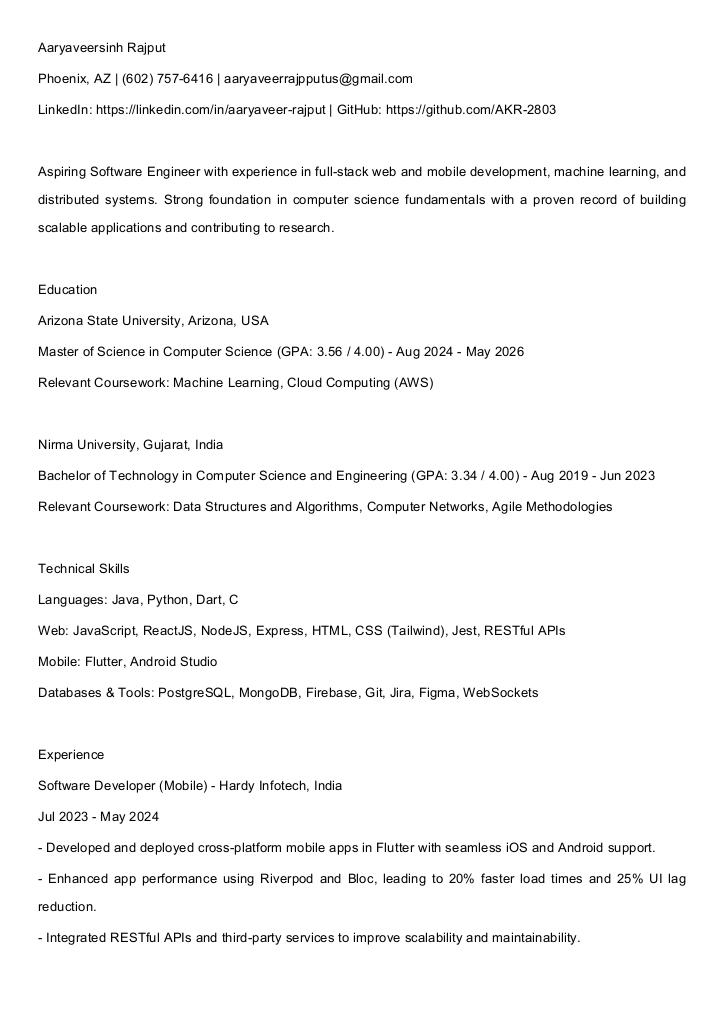 Aaryaveersinh Rajput
Phoenix, AZ | (602) 757-6416 | aaryaveerrajpputus@gmail.com
LinkedIn: https://linkedin.com/in/aaryaveer-rajput | GitHub: https://github.com/AKR-2803
Aspiring Software Engineer with experience in full-stack web and mobile development, machine learning, and
distributed systems. Strong foundation in computer science fundamentals with a proven record of building
scalable applications and contributing to research.
Education
Arizona State University, Arizona, USA
Master of Science in Computer Science (GPA: 3.56 / 4.00) - Aug 2024 - May 2026
Relevant Coursework: Machine Learning, Cloud Computing (AWS)
Nirma University, Gujarat, India
Bachelor of Technology in Computer Science and Engineering (GPA: 3.34 / 4.00) - Aug 2019 - Jun 2023
Relevant Coursework: Data Structures and Algorithms, Computer Networks, Agile Methodologies
Technical Skills
Languages: Java, Python, Dart, C
Web: JavaScript, ReactJS, NodeJS, Express, HTML, CSS (Tailwind), Jest, RESTful APIs
Mobile: Flutter, Android Studio
Databases & Tools: PostgreSQL, MongoDB, Firebase, Git, Jira, Figma, WebSockets
Experience
Software Developer (Mobile) - Hardy Infotech, India
Jul 2023 - May 2024
- Developed and deployed cross-platform mobile apps in Flutter with seamless iOS and Android support.
- Enhanced app performance using Riverpod and Bloc, leading to 20% faster load times and 25% UI lag
reduction.
- Integrated RESTful APIs and third-party services to improve scalability and maintainability.